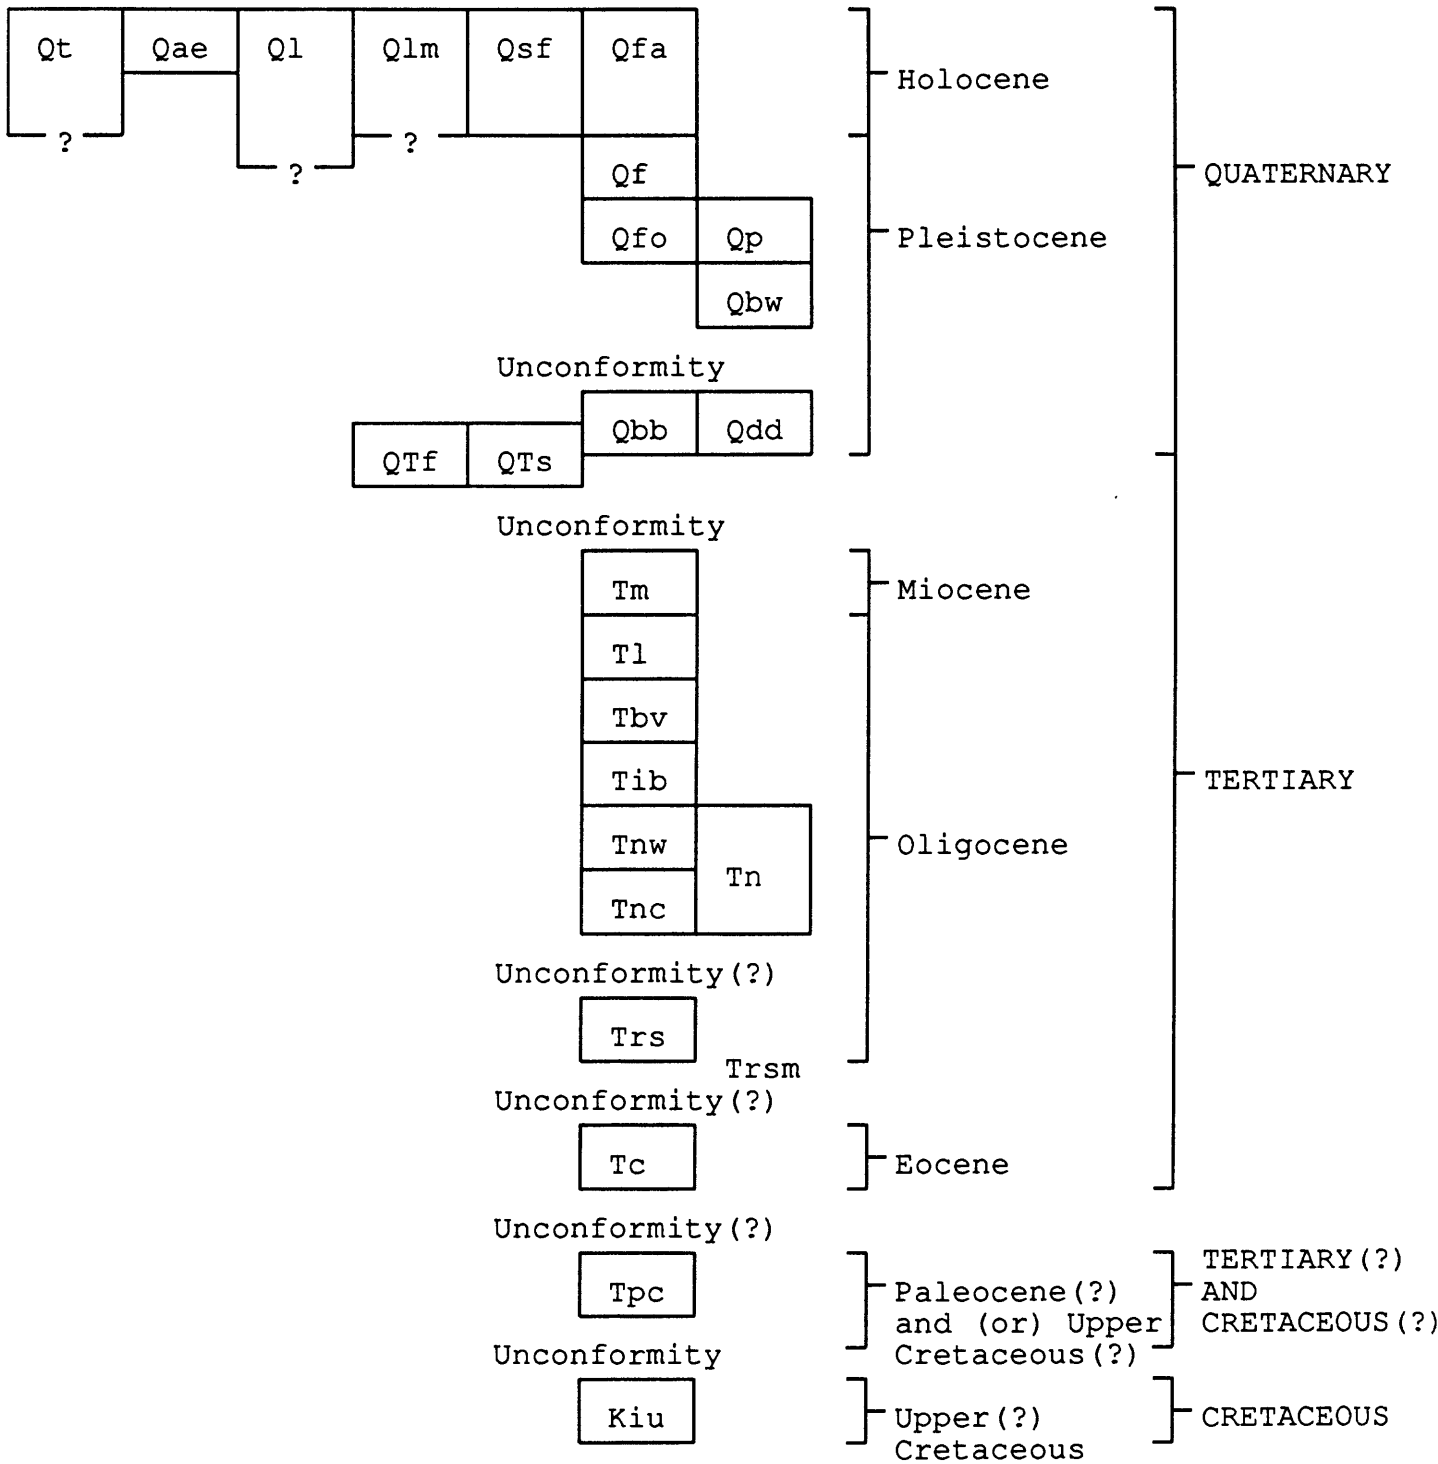 Qt Qae Ql Qlm Qsf Qfa
Holocene
? ?
?
Qf
QUATERNARY
Qfo Qp
Pleistocene
Qbw
Unconformity
Qbb Qdd
QTf QTs
Unconformity
Tm
Miocene
Tl
Tbv
Tib
TERTIARY
Tnw
Oligocene
Tn
Tnc
Unconformity(?)
Trs
Trsm
Unconformity(?)
Tc
Eocene
Unconformity(?)
Tpc
Paleocene(?)
and (or) Upper
Cretaceous(?)
TERTIARY(?)
AND
CRETACEOUS(?)
Unconformity
Kiu
Upper(?)
Cretaceous
CRETACEOUS